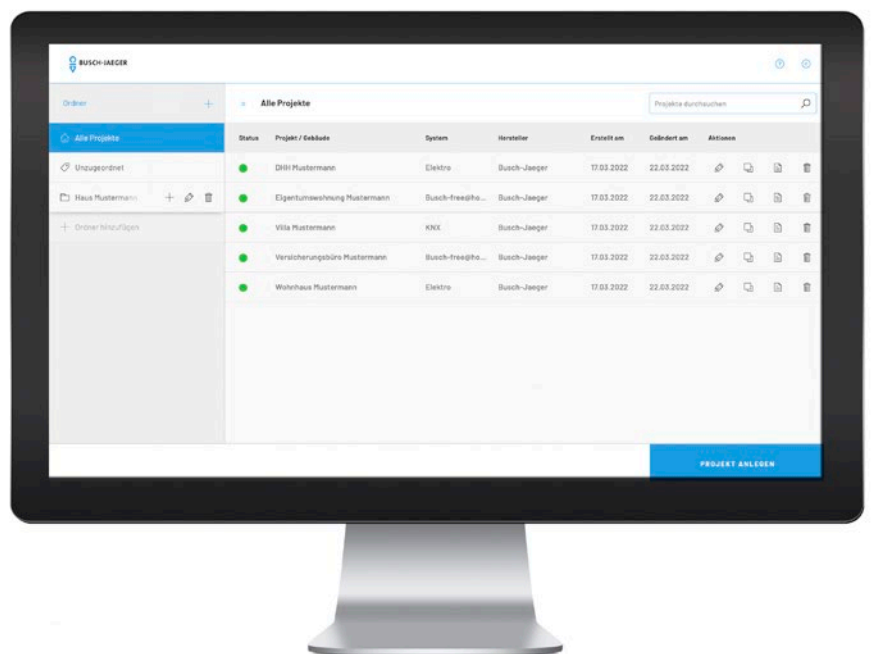 BUSCH-JAEGER
Ordner
Alle Projekte
Projekte durchsuchen
Alle Projekte
Status Projekt / Gebäude System Hersteller Erstellt am Geändert am Aktionen
Unzugeordnet
DHH Mustermann Elektro Busch-Jaeger 17.03.2022 22.03.2022
Haus Mustermann
Eigentumswohnung Mustermann Busch-free@ho... Busch-Jaeger 17.03.2022 22.03.2022
Ordner hinzufügen
Villa Mustermann KNX Busch-Jaeger 17.03.2022 22.03.2022
Versicherungsbüro Mustermann Busch-free@ho... Busch-Jaeger 17.03.2022 22.03.2022
Wohnhaus Mustermann Elektro Busch-Jaeger 17.03.2022 22.03.2022
PROJEKT ANLEGEN